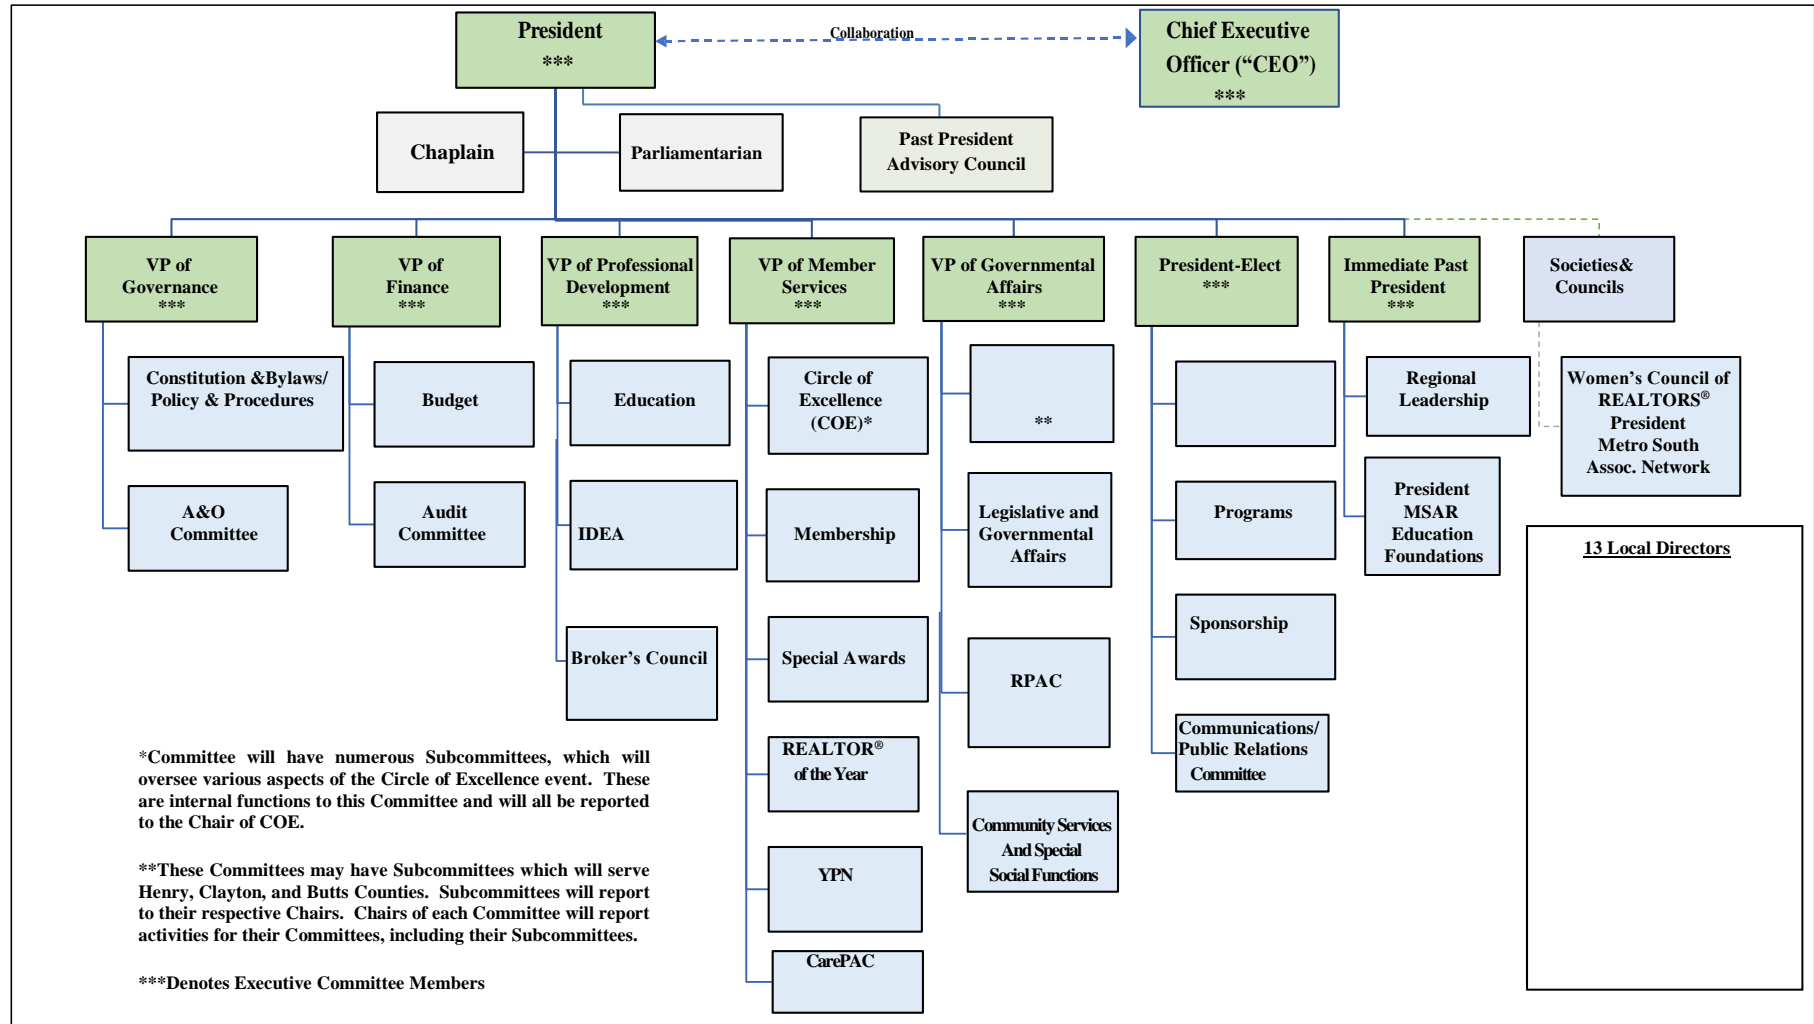 President
***
Collaboration
Chief Executive
Officer (“CEO”)
***
Chaplain
Parliamentarian
Past President
Advisory Council
VP of
Governance
***
VP of
Finance
***
VP of Professional
Development
***
VP of Member
Services
***
VP of Governmental
Affairs
***
President-Elect
***
Immediate Past
President
***
Societies&
Councils
Constitution &Bylaws/
Policy & Procedures
A&O
Committee
Budget
Audit
Committee
Education
IDEA
Broker’s Council
Circle of
Excellence
(COE)*
Membership
Special Awards
REALTOR®
of the Year
YPN
CarePAC
**
Legislative and
Governmental
Affairs
RPAC
Community Services
And Special
Social Functions
Programs
Sponsorship
Communications/
Public Relations
Committee
Regional
Leadership
President
MSAR
Education
Foundations
Women’s Council of
REALTORS®
President
Metro South
Assoc. Network
13 Local Directors
*Committee will have numerous Subcommittees, which will
oversee various aspects of the Circle of Excellence event. These
are internal functions to this Committee and will all be reported
to the Chair of COE.
**These Committees may have Subcommittees which will serve
Henry, Clayton, and Butts Counties. Subcommittees will report
to their respective Chairs. Chairs of each Committee will report
activities for their Committees, including their Subcommittees.
***Denotes Executive Committee Members